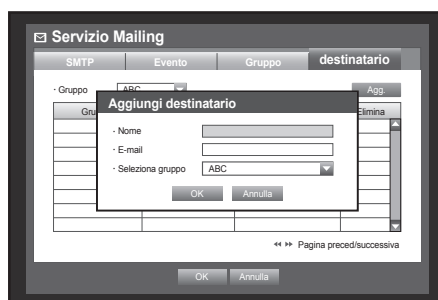 Servizio Mailing
SMTP Evento Gruppo destinatario
· Gruppo ABC Agg.
Gru Elimina
Aggiungi destinatario
· Nome
· E-mail
· Seleziona gruppo ABC
OK Annulla
Pagina preced/successiva
OK Annulla